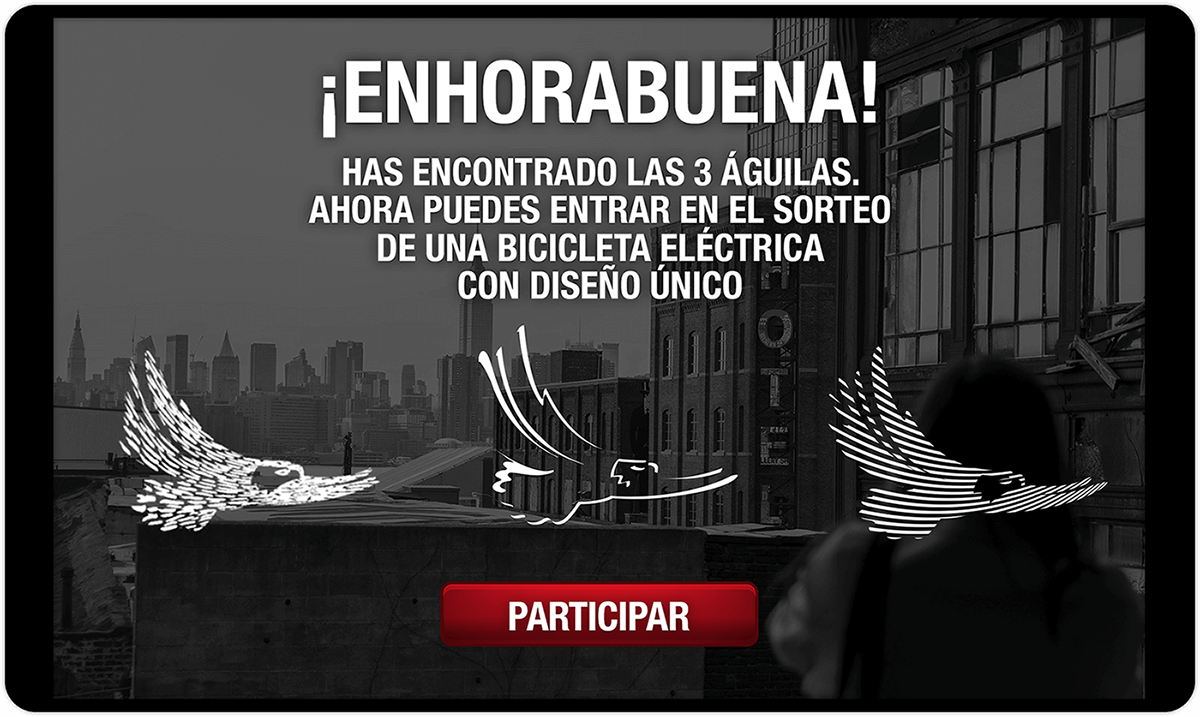 ¡ENHORABUENA!
HAS ENCONTRADO LAS 3 ÁGUILAS.
AHORA PUEDES ENTRAR EN EL SORTEO
DE UNA BICICLETA ELÉCTRICA
CON DISEÑO ÚNICO
PARTICIPAR